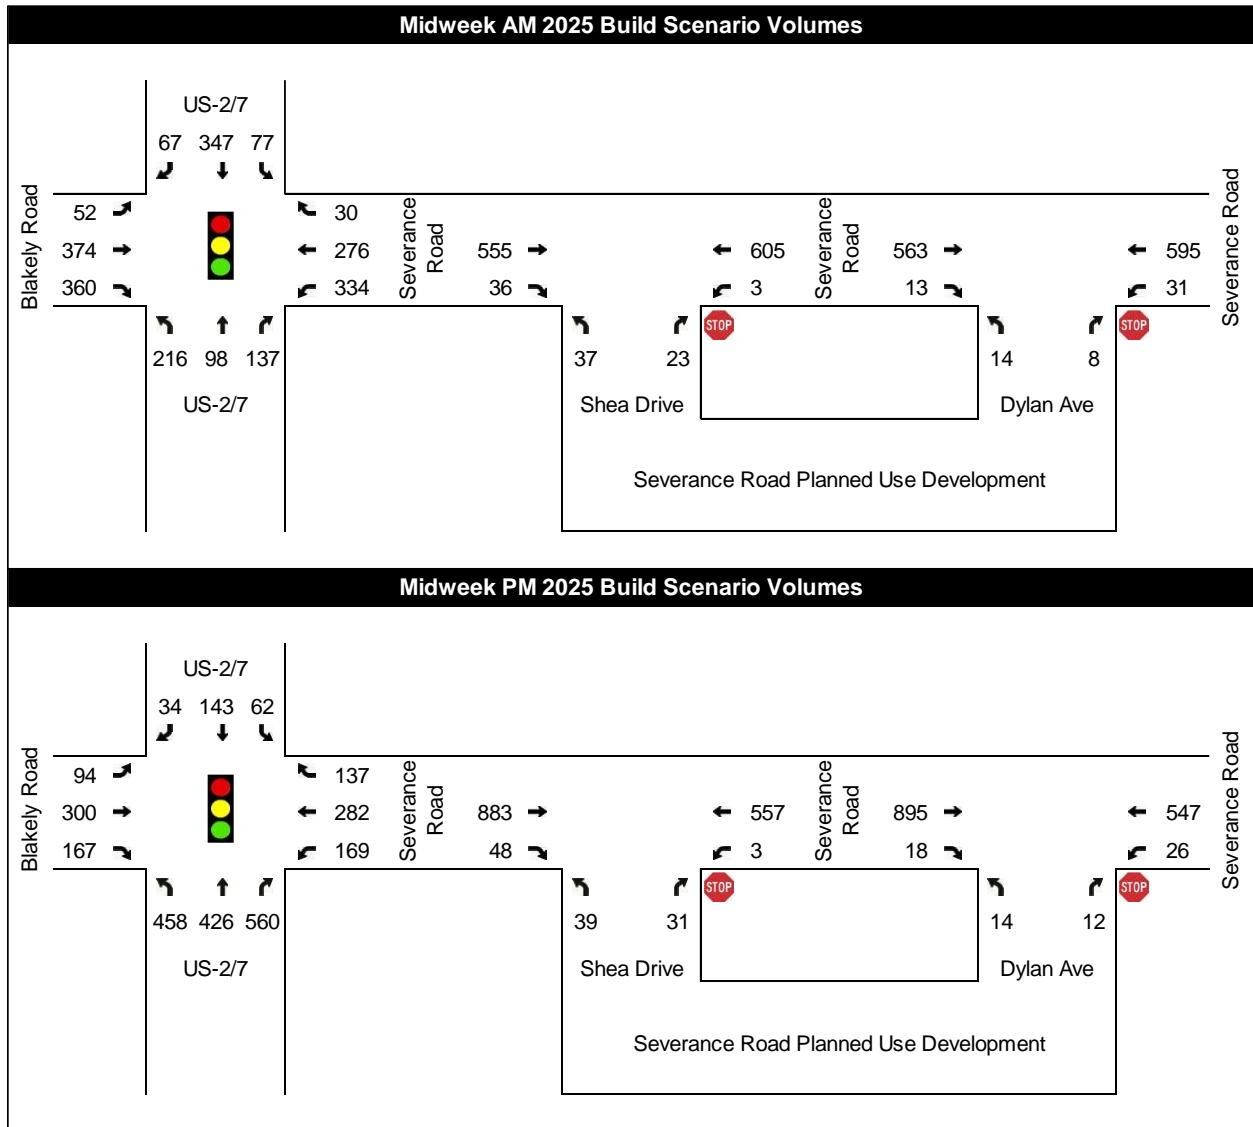 Midweek AM 2025 Build Scenario Volumes
US-2/7
67 347 77
Blakely Road
52
374
360
30
276
334
Severance
Road
555
36
605
3
Severance
Road
563
13
595
31
Severance Road
STOP
STOP
216 98 137
37 23
14 8
US-2/7
Shea Drive
Dylan Ave
Severance Road Planned Use Development
Midweek PM 2025 Build Scenario Volumes
US-2/7
34 143 62
Blakely Road
94
300
167
137
282
169
Severance
Road
883
48
557
3
Severance
Road
895
18
547
26
Severance Road
STOP
STOP
458 426 560
39 31
14 12
US-2/7
Shea Drive
Dylan Ave
Severance Road Planned Use Development